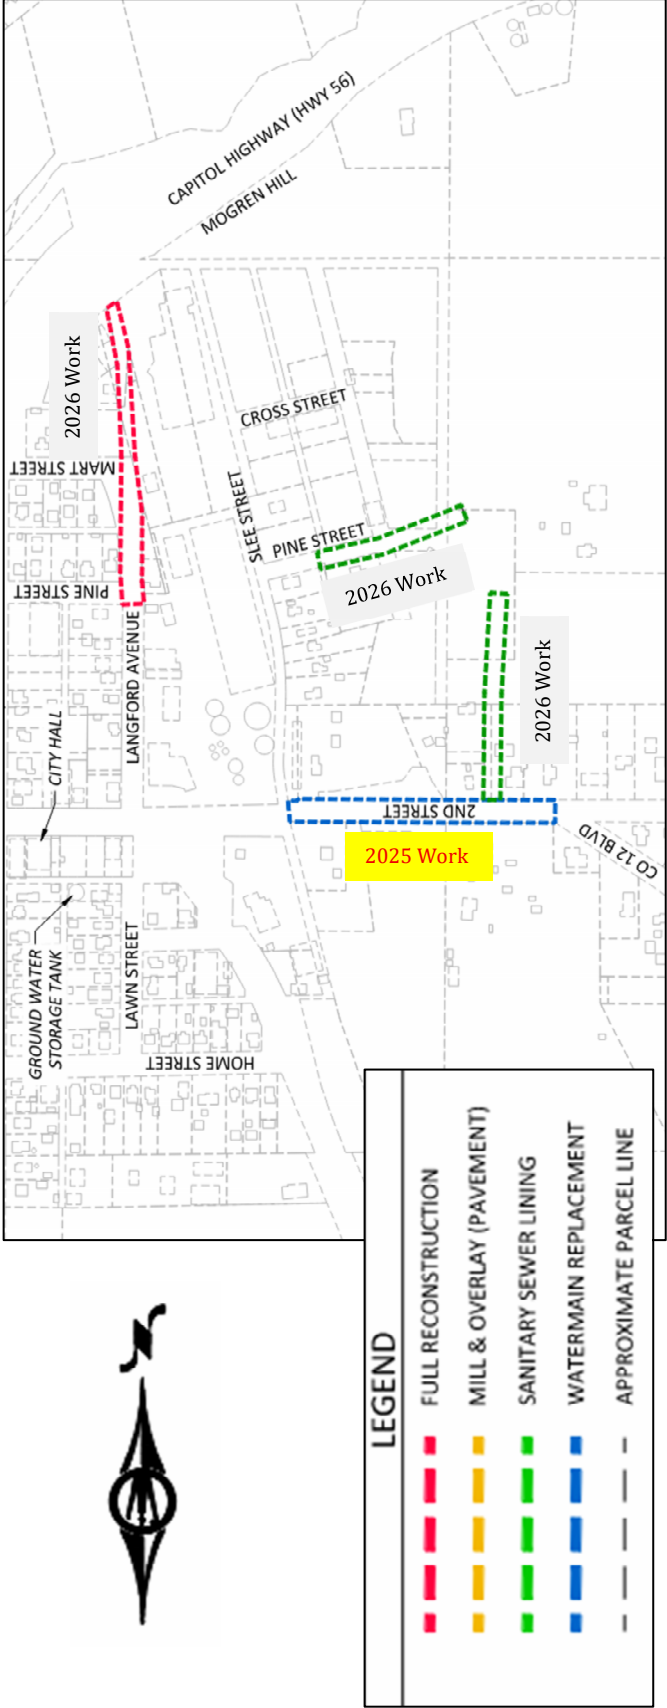 CAPITOL HIGHWAY (HWY 56)
MOGREN HILL
2026 Work
CROSS STREET
MART STREET
SLEE STREET
PINE STREET
2026 Work
PINE STREET
LANGFORD AVENUE
2026 Work
CITY HALL
2ND STREET
2025 Work
CO 12 BLVD
GROUND WATER
STORAGE TANK
LAWN STREET
HOME STREET
N
LEGEND
FULL RECONSTRUCTION
MILL & OVERLAY (PAVEMENT)
SANITARY SEWER LINING
WATERMAIN REPLACEMENT
APPROXIMATE PARCEL LINE